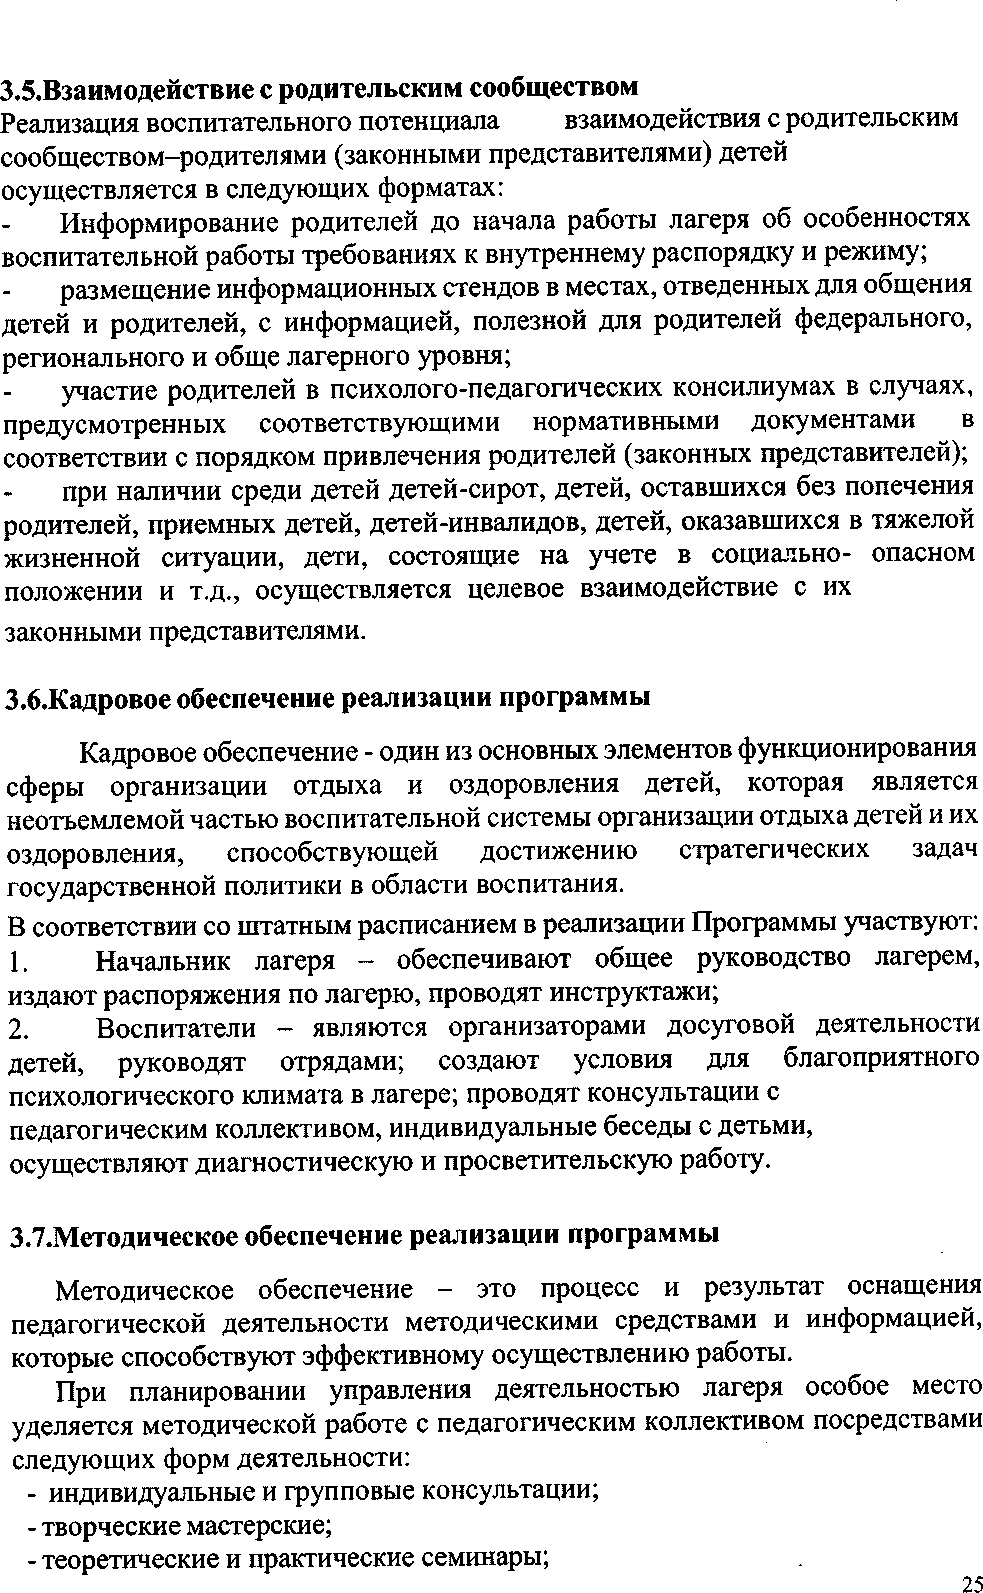 3.5.Взаимодействие с родительским сообществом
Реализация воспитательного потенциала взаимодействия с родительским
сообществом–родителями (законными представителями) детей
осуществляется в следующих форматах:
- Информирование родителей до начала работы лагеря об особенностях
воспитательной работы требованиях к внутреннему распорядку и режиму;
- размещение информационных стендов в местах, отведенных для общения
детей и родителей, с информацией, полезной для родителей федерального,
регионального и обще лагерного уровня;
- участие родителей в психолого-педагогических консилиумах в случаях,
предусмотренных соответствующими нормативными документами в
соответствии с порядком привлечения родителей (законных представителей);
- при наличии среди детей детей-сирот, детей, оставшихся без попечения
родителей, приемных детей, детей-инвалидов, детей, оказавшихся в тяжелой
жизненной ситуации, дети, состоящие на учете в социально- опасном
положении и т.д., осуществляется целевое взаимодействие с их
законными представителями.
3.6.Кадровое обеспечение реализации программы
Кадровое обеспечение - один из основных элементов функционирования
сферы организации отдыха и оздоровления детей, которая является
неотъемлемой частью воспитательной системы организации отдыха детей и их
оздоровления, способствующей достижению стратегических задач
государственной политики в области воспитания.
В соответствии со штатным расписанием в реализации Программы участвуют:
1. Начальник лагеря – обеспечивают общее руководство лагерем,
издают распоряжения по лагерю, проводят инструктажи;
2. Воспитатели – являются организаторами досуговой деятельности
детей, руководят отрядами; создают условия для благоприятного
психологического климата в лагере; проводят консультации с
педагогическим коллективом, индивидуальные беседы с детьми,
осуществляют диагностическую и просветительскую работу.
3.7.Методическое обеспечение реализации программы
Методическое обеспечение – это процесс и результат оснащения
педагогической деятельности методическими средствами и информацией,
которые способствуют эффективному осуществлению работы.
При планировании управления деятельностью лагеря особое место
уделяется методической работе с педагогическим коллективом посредствами
следующих форм деятельности:
- индивидуальные и групповые консультации;
- творческие мастерские;
- теоретические и практические семинары;
25